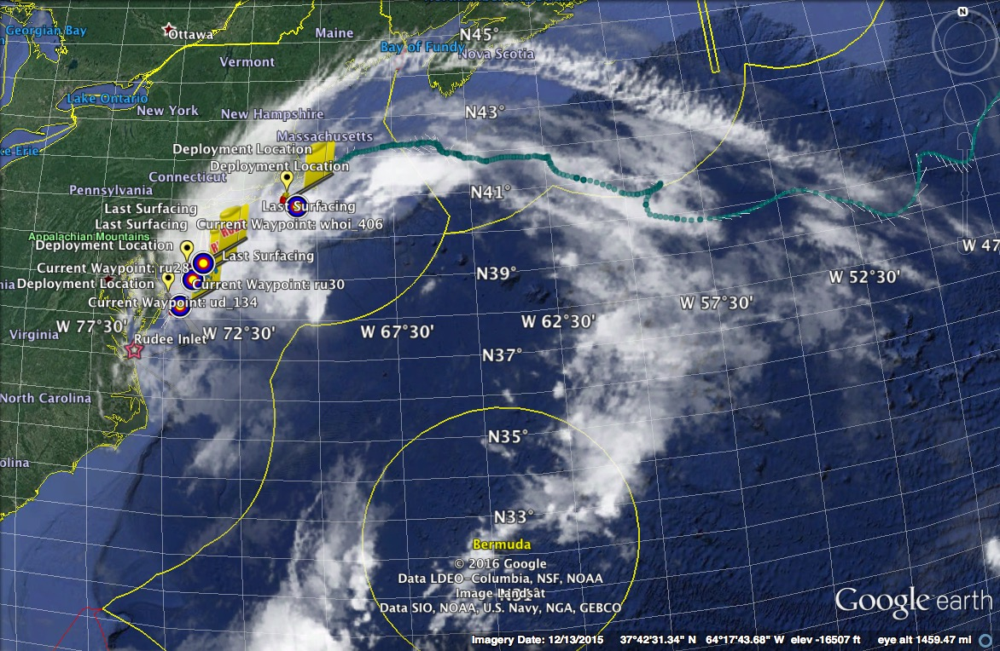 Georgian Bay
Ottawa
Maine
N45°
N
Bay of Fundy
Nova Scotia
Vermont
Lake Ontario
New York
New Hampshire
N43°
Massachusetts
Deployment Location
Deployment Location
Connecticut
Pennsylvania
N41°
Last Surfacing
Last Surfacing
Last Surfacing
Current Waypoint: whoi_406
Appalachian Mountains
Deployment Location
W 47
Last Surfacing
Current Waypoint: ru28
N39°
W 52°30'
Deployment Location
Current Waypoint: ru30
Current Waypoint: ud_134
W 57°30'
W 62°30'
W 77°30'
W 72°30'
W 67°30'
Virginia
Rudee Inlet
N37°
North Carolina
N35°
olina
N33°
Bermuda
© 2016 Google
Data LDEO-Columbia, NSF, NOAA
Image Landsat
N31°
Data SIO, NOAA, U.S. Navy, NGA, GEBCO
Google earth
Imagery Date: 12/13/2015 37°42'31.34" N 64°17'43.68" W elev -16507 ft eye alt 1459.47 mi